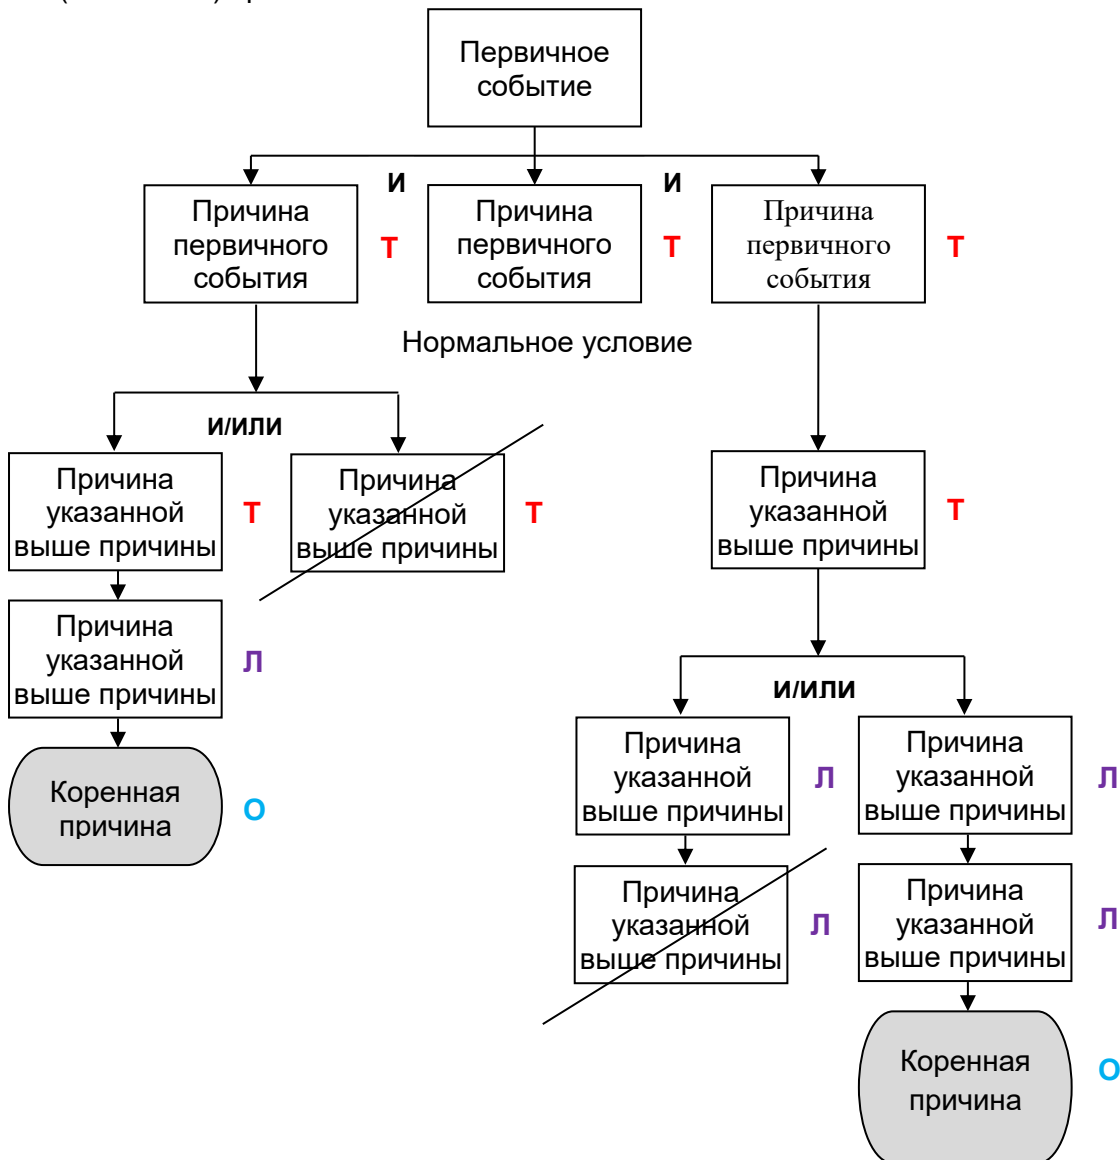 Первичное
событие
И
И
Причина
первичного
события
Т
Причина
первичного
события
Т
Причина
первичного
события
Т
Нормальное условие
И/ИЛИ
Причина
указанной
выше причины
Т
Причина
указанной
выше причины
Т
Причина
указанной
выше причины
Т
Причина
указанной
выше причины
Л
И/ИЛИ
Коренная
причина
О
Причина
указанной
выше причины
Л
Причина
указанной
выше причины
Л
Причина
указанной
выше причины
Л
Причина
указанной
выше причины
Л
Коренная
причина
О